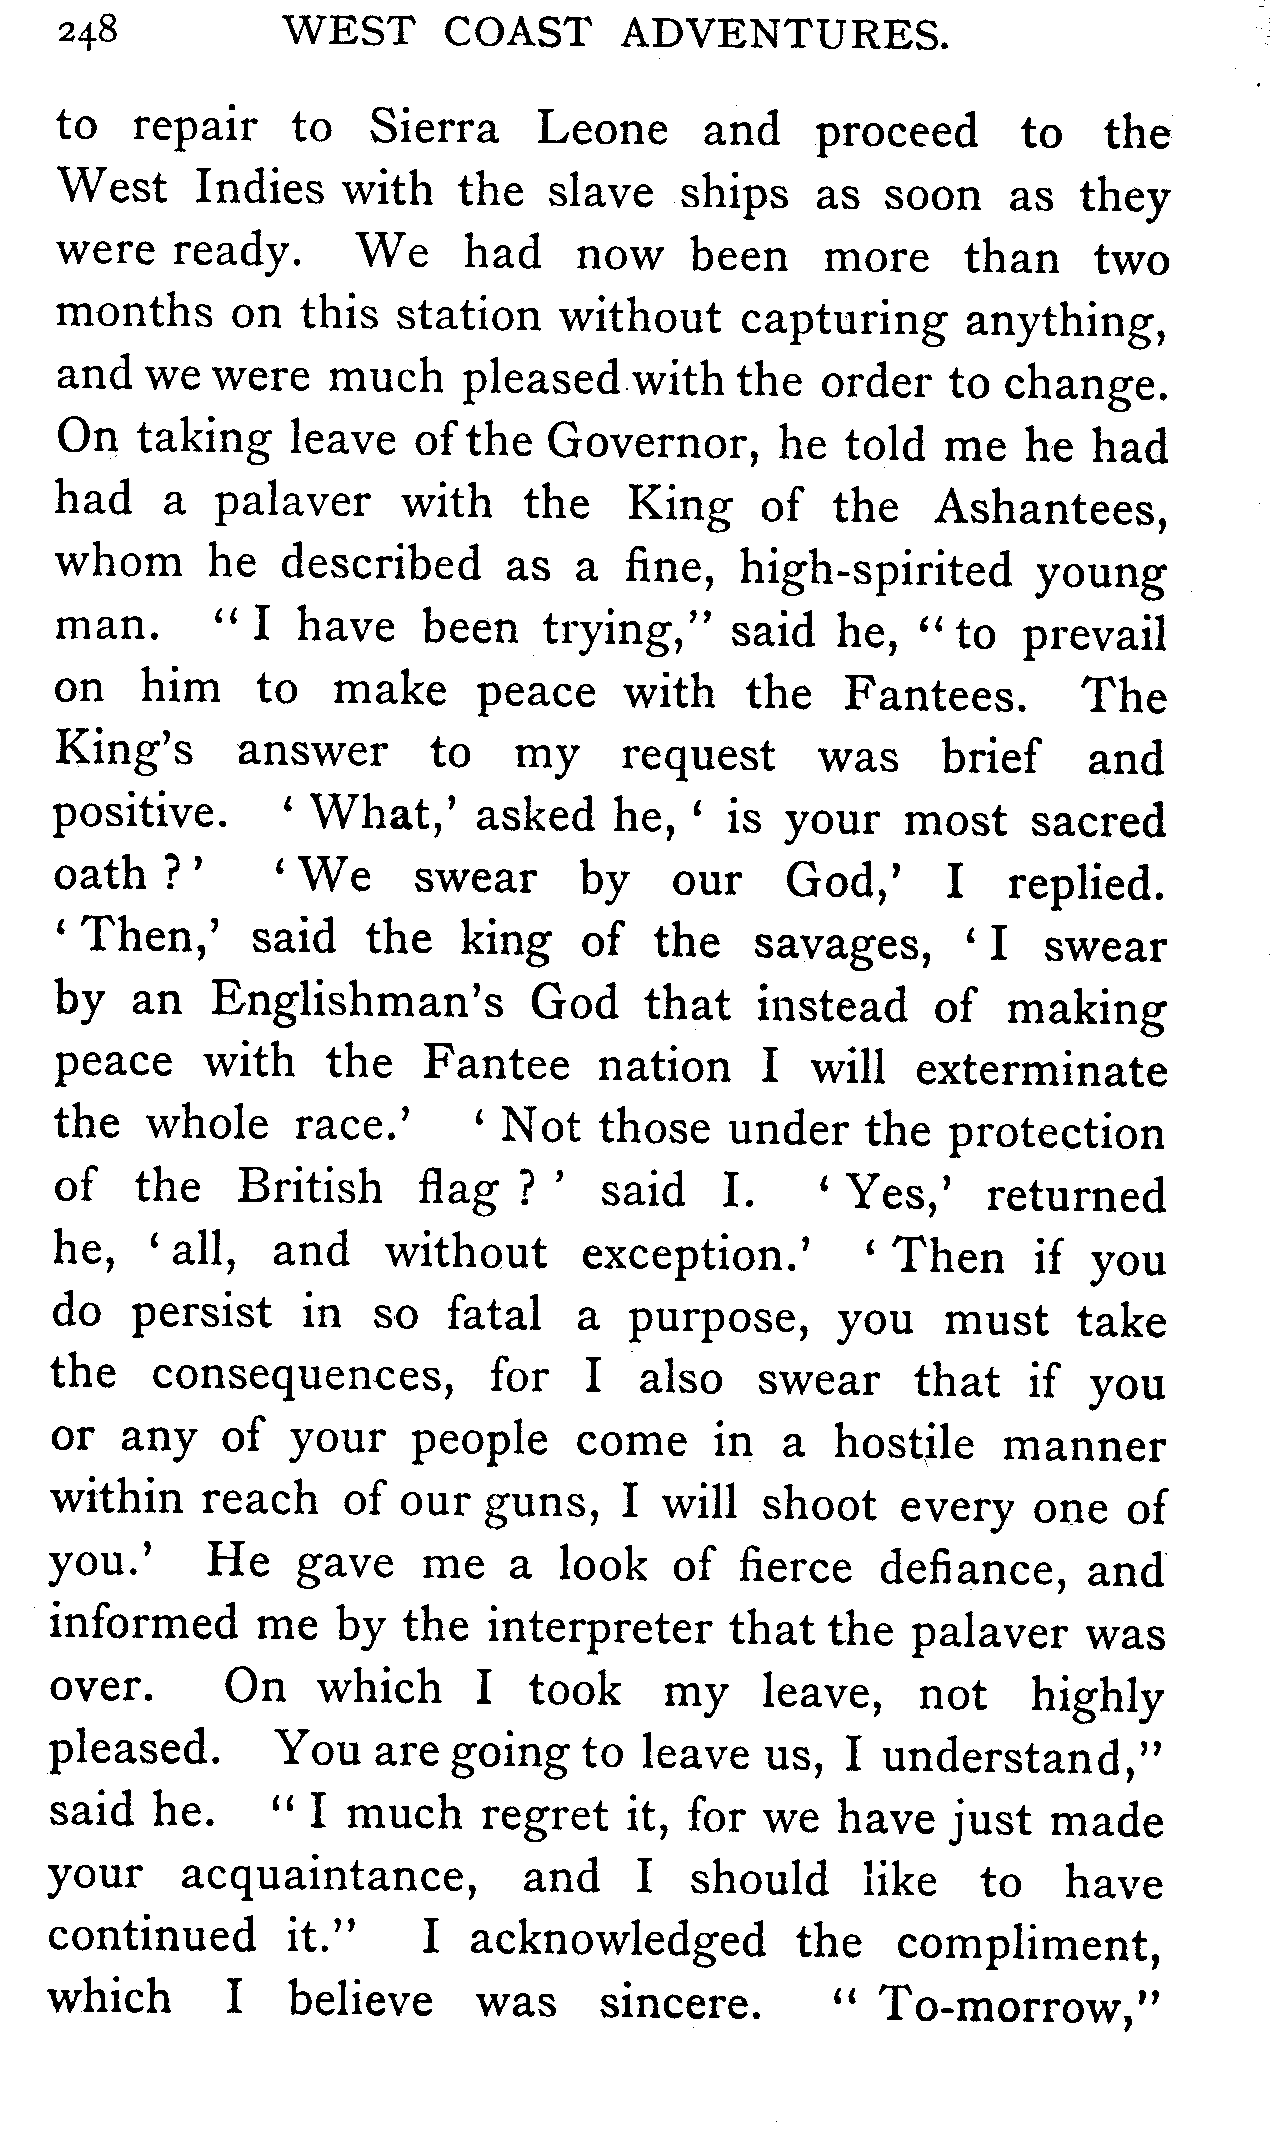 248 WEST COAST ADVENTURES.
to repair to Sierra Leone and proceed to the
West Indies with the slave ships as soon as they
were ready. We had now been more than two
months on this station without capturing anything,
and we were much pleased with the order to change.
On taking leave of the Governor, he told me he had
had a palaver with the King of the Ashantees,
whom he described as a fine, high-spirited young
man. “ I have been trying,” said he, “ to prevail
on him to make peace with the Fantees. The
King’s answer to my request was brief and
positive. ‘ What,’ asked he, ‘ is your most sacred
oath ? ’ ‘ We swear by our God,’ I replied.
‘ Then,’ said the king of the savages, ‘ I swear
by an Englishman’s God that instead of making
peace with the Fantee nation I will exterminate
the whole race.’ ‘ Not those under the protection
of the British flag ? ’ said I. ‘ Yes,’ returned
he, ‘ all, and without exception.’ ‘ Then if you
do persist in so fatal a purpose, you must take
the consequences, for I also swear that if you
or any of your people come in a hostile manner
within reach of our guns, I will shoot every one of
you.’ He gave me a look of fierce defiance, and
informed me by the interpreter that the palaver was
over. On which I took my leave, not highly
pleased. You are going to leave us, I understand,”
said he. “ I much regret it, for we have just made
your acquaintance, and I should like to have
continued it.” I acknowledged the compliment,
which I believe was sincere. “ To-morrow,”